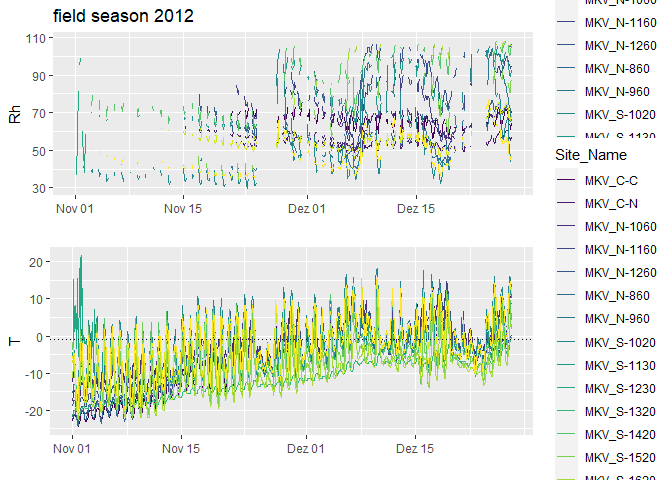 field season 2012
Rh
110
90
70
50
30
Nov 01
Nov 15
Dez 01
Dez 15
T
20
10
0
-10
-20
Nov 01
Nov 15
Dez 01
Dez 15
MKV_N-1160
MKV_N-1260
MKV_N-860
MKV_N-960
MKV_S-1020
Site_Name
MKV_C-C
MKV_C-N
MKV_N-1060
MKV_N-1160
MKV_N-1260
MKV_N-860
MKV_N-960
MKV_S-1020
MKV_S-1130
MKV_S-1230
MKV_S-1320
MKV_S-1420
MKV_S-1520